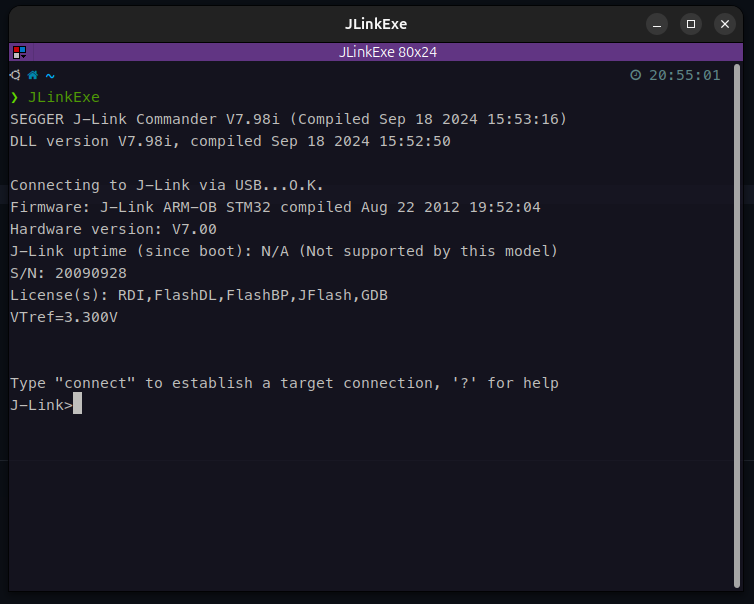 JLinkExe
JLinkExe 80x24
~ 20:55:01
❯ JLinkExe
SEGGER J-Link Commander V7.98i (Compiled Sep 18 2024 15:53:16)
DLL version V7.98i, compiled Sep 18 2024 15:52:50
Connecting to J-Link via USB...O.K.
Firmware: J-Link ARM-OB STM32 compiled Aug 22 2012 19:52:04
Hardware version: V7.00
J-Link uptime (since boot): N/A (Not supported by this model)
S/N: 20090928
License(s): RDI,FlashDL,FlashBP,JFlash,GDB
VTref=3.300V
Type "connect" to establish a target connection, '?' for help
J-Link>